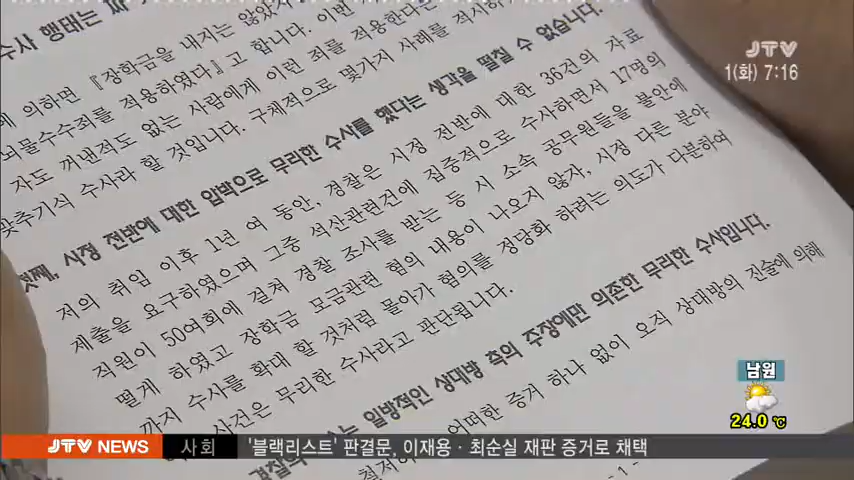 수사 행태는
『장학금을 내지는 않았
에 의하면
뇌물수수죄를 적용하였다』고 합니다. 이번
자도 꺼낸적도 없는 사람에게 이런 죄를 적용한다는
맞추기식 수사라 할 것입니다. 구체적으로 몇가지 사례를 적시하
첫째, 시정 전반에 대한 압박으로 무리한 수사를 했다는 생각을 떨칠 수 없습니다.
저의 취임 이후 1년 여 동안, 경찰은 시정 전반에 대한 36건의 자료
제출을 요구하였으며 그중 석산관련건에 집중적으로 수사하면서 17명의
직원이 50여회에 걸쳐 경찰 조사를 받는 등 시 소속 공무원들을 불안에
떨게 하였고 장학금 모금관련 혐의 내용이 나오지 않자, 시정 다른 분야
까지 수사를 확대 할 것처럼 몰아가 혐의를 정당화 하려는 의도가 다분하여
사건은 무리한 수사라고 판단됩니다.
는 일방적인 상대방 측의 주장에만 의존한 무리한 수사입니다.
어떠한 증거 하나 없이 오직 상대방의 진술에 의해
- 1 -
JTV
1(화) 7:16
남원
24.0 ℃
JTV NEWS 사회 '블랙리스트' 판결문, 이재용·최순실 재판 증거로 채택